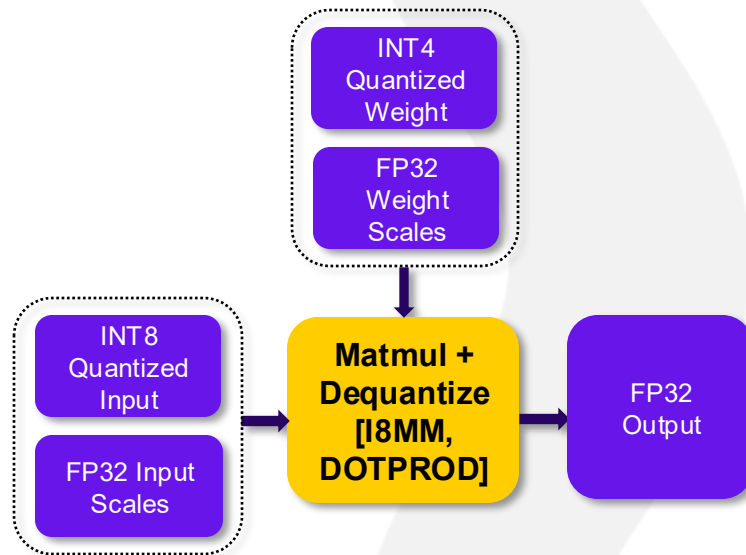 INT4
Quantized
Weight
FP32
Weight
Scales
INT8
Quantized
Input
FP32 Input
Scales
Matmul +
Dequantize
[I8MM,
DOTPROD]
FP32
Output